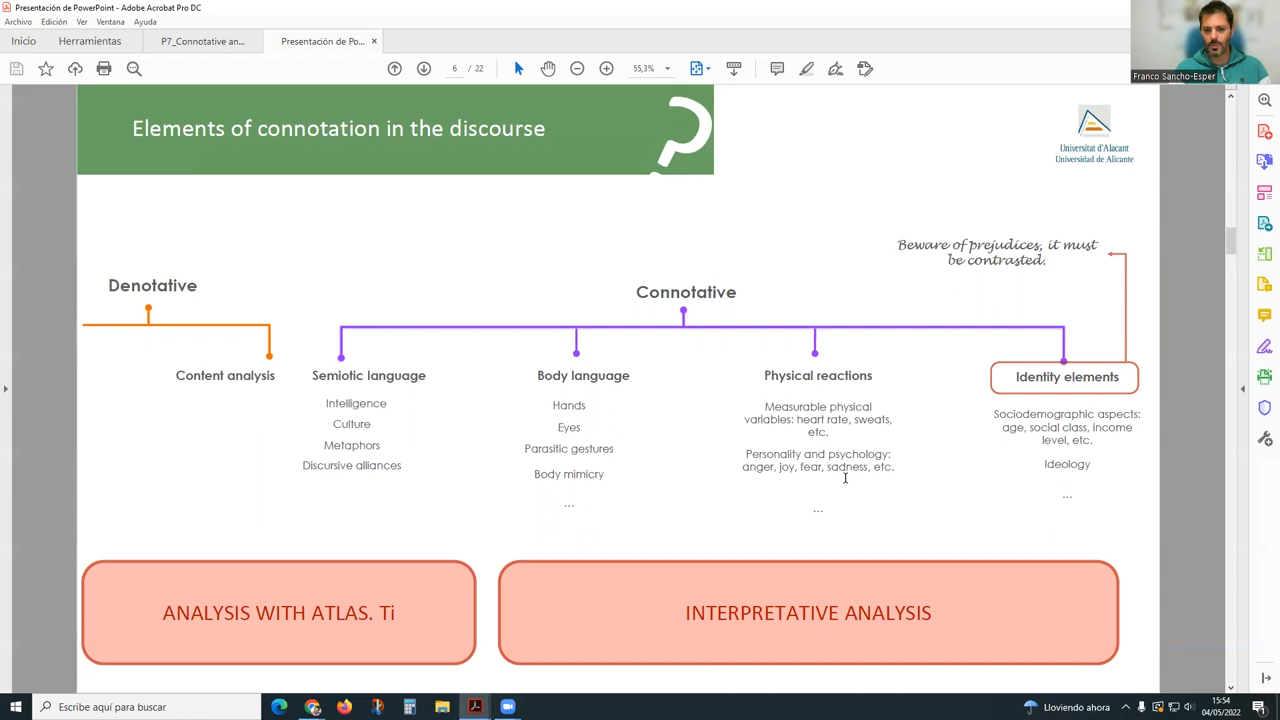 Presentación de PowerPoint - Adobe Acrobat Pro DC
Archivo Edición Ver Ventana Ayuda
Inicio Herramientas P7_Connotative an... Presentación de Po... ×
6 / 22 55,3%
Franco Sancho-Esper
Elements of connotation in the discourse
Universitat d'Alacant
Universidad de Alicante
Beware of prejudices, it must
be contrasted.
Denotative
Connotative
Content analysis
Semiotic language
Intelligence
Culture
Metaphors
Discursive alliances
Body language
Hands
Eyes
Parasitic gestures
Body mimicry
...
Physical reactions
Measurable physical
variables: heart rate, sweats,
etc.
Personality and psychology:
anger, joy, fear, sadness, etc.
...
Identity elements
Sociodemographic aspects:
age, social class, income
level, etc.
Ideology
...
ANALYSIS WITH ATLAS. Ti
INTERPRETATIVE ANALYSIS
Escribe aquí para buscar
Lloviendo ahora
15:54
04/05/2022